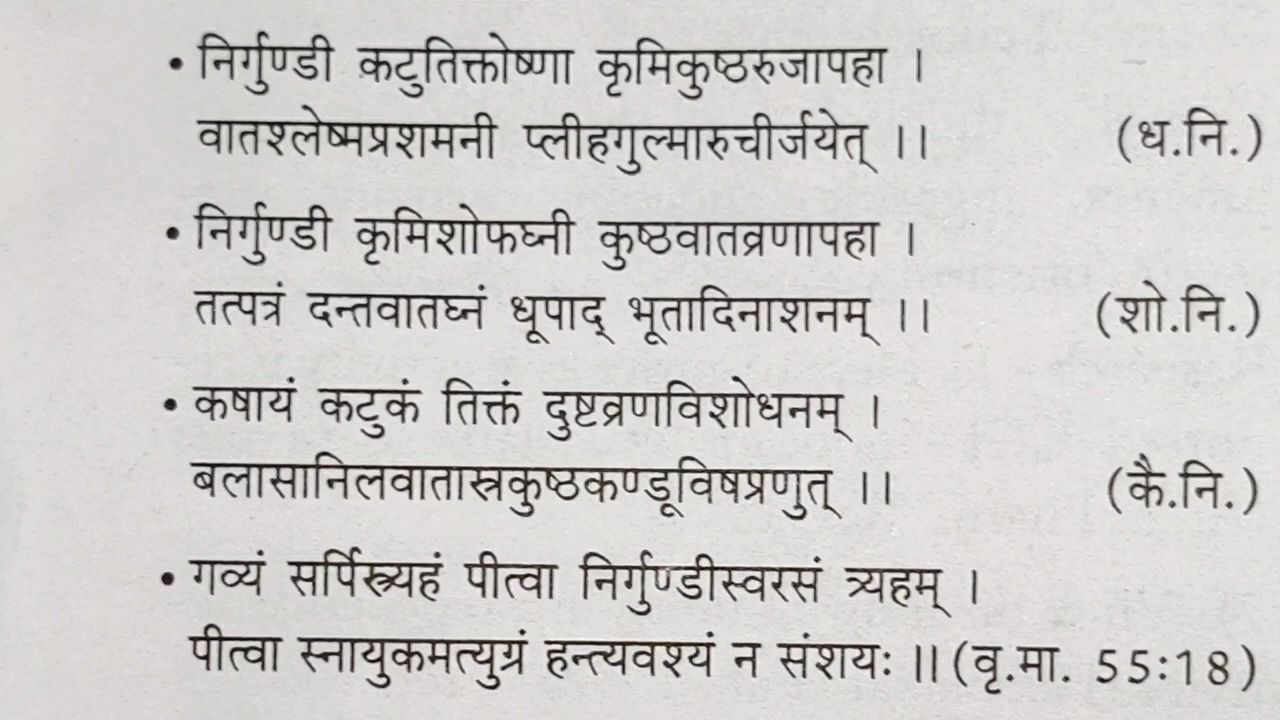 • निर्गुण्डी कटुतिक्तोष्णा कृमिकुष्ठरुजापहा ।
वातश्लेष्मप्रशमनी प्लीहगुल्मारुचीर्जयेत् ।। (ध.नि.)
• निर्गुण्डी कृमिशोफघ्नी कुष्ठवातव्रणापहा ।
तत्पत्रं दन्तवातघ्नं धूपाद् भूतादिनाशनम् ।। (शो.नि.)
• कषायं कटुकं तिक्तं दुष्टव्रणविशोधनम् ।
बलासानिलवातास्रकुष्ठकण्डूविषप्रणुत् ।। (कै.नि.)
• गव्यं सर्पिस्त्र्यहं पीत्वा निर्गुण्डीस्वरसं त्र्यहम् ।
पीत्वा स्नायुकमत्युग्रं हन्त्यवश्यं न संशयः ।। (वृ.मा. 55:18)